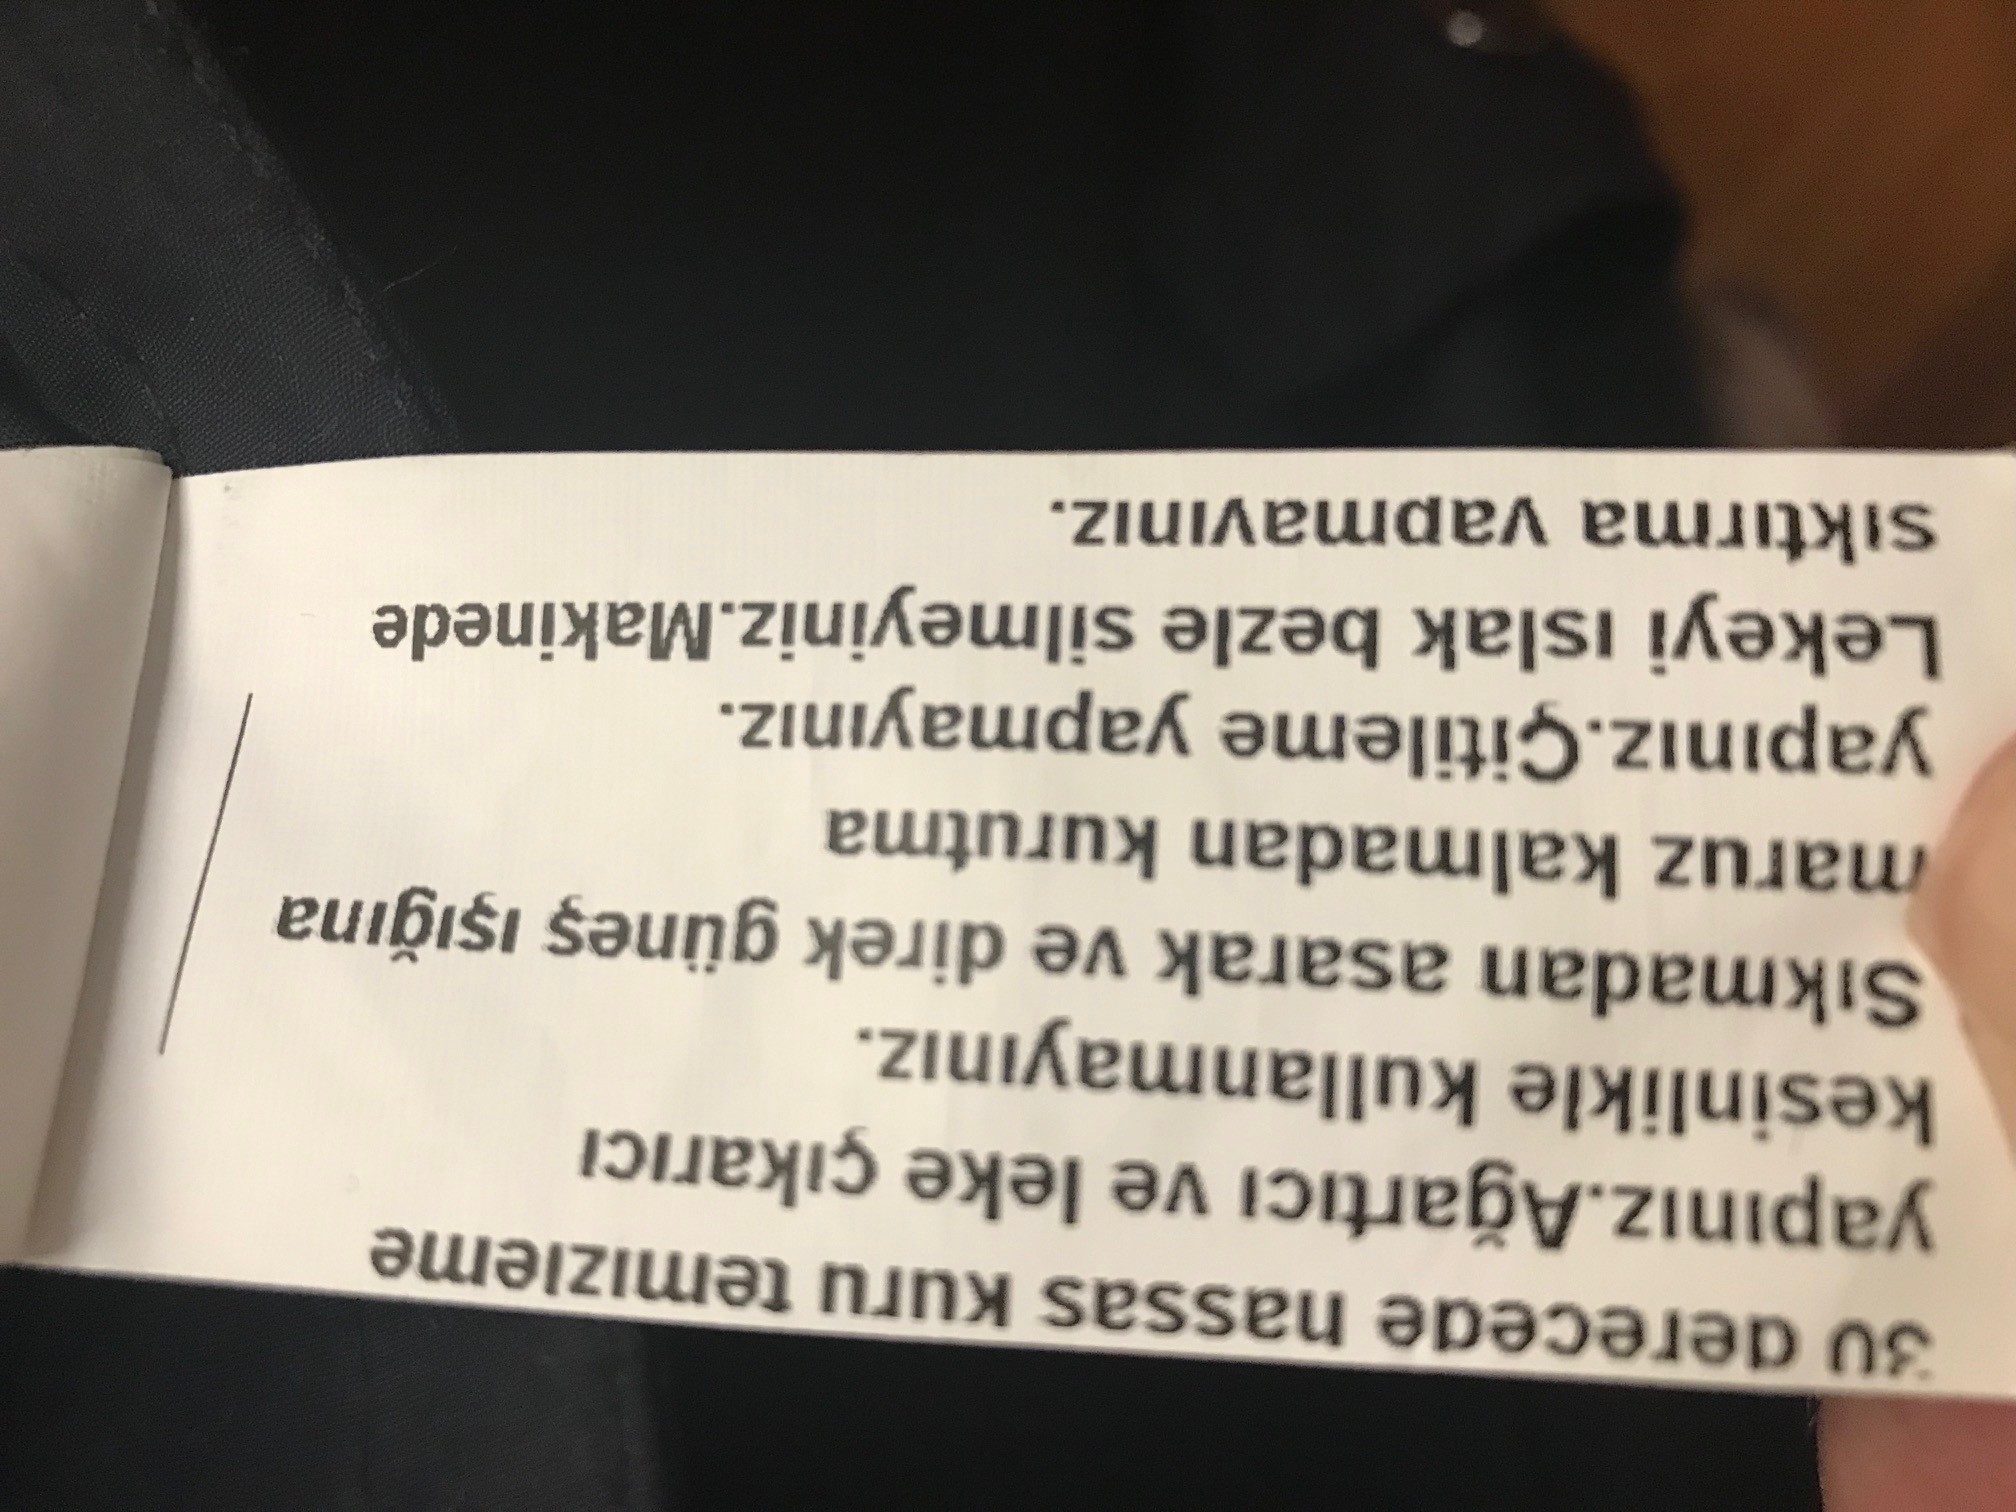 30 derecede hassas kuru temizleme
yapınız.Ağartıcı ve leke çıkarıcı
kesinlikle kullanmayınız.
Sıkmadan asarak ve direk güneş ışığına
maruz kalmadan kurutma
yapınız.Çitileme yapmayınız.
Lekeyi ıslak bezle silmeyiniz.Makinede
sıktırma yapmayınız.